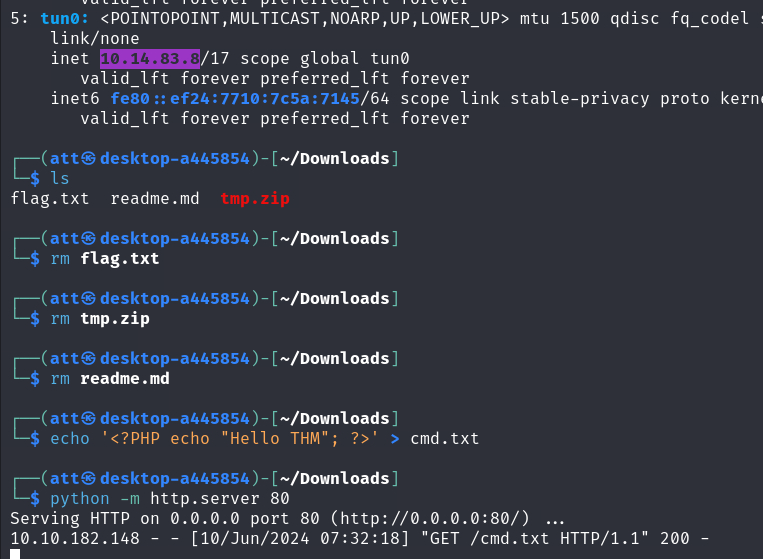 valid_lft forever preferred_lft forever
5: tun0: <POINTOPOINT,MULTICAST,NOARP,UP,LOWER_UP> mtu 1500 qdisc fq_codel s
link/none
inet 10.14.83.8/17 scope global tun0
valid_lft forever preferred_lft forever
inet6 fe80::ef24:7710:7c5a:7145/64 scope link stable-privacy proto kern
valid_lft forever preferred_lft forever
┌──(att㉿desktop-a445854)-[~/Downloads]
└─$ ls
flag.txt  readme.md  tmp.zip
┌──(att㉿desktop-a445854)-[~/Downloads]
└─$ rm flag.txt
┌──(att㉿desktop-a445854)-[~/Downloads]
└─$ rm tmp.zip
┌──(att㉿desktop-a445854)-[~/Downloads]
└─$ rm readme.md
┌──(att㉿desktop-a445854)-[~/Downloads]
└─$ echo '<?PHP echo "Hello THM"; ?>' > cmd.txt
┌──(att㉿desktop-a445854)-[~/Downloads]
└─$ python -m http.server 80
Serving HTTP on 0.0.0.0 port 80 (http://0.0.0.0:80/) ...
10.10.182.148 - - [10/Jun/2024 07:32:18] "GET /cmd.txt HTTP/1.1" 200 -